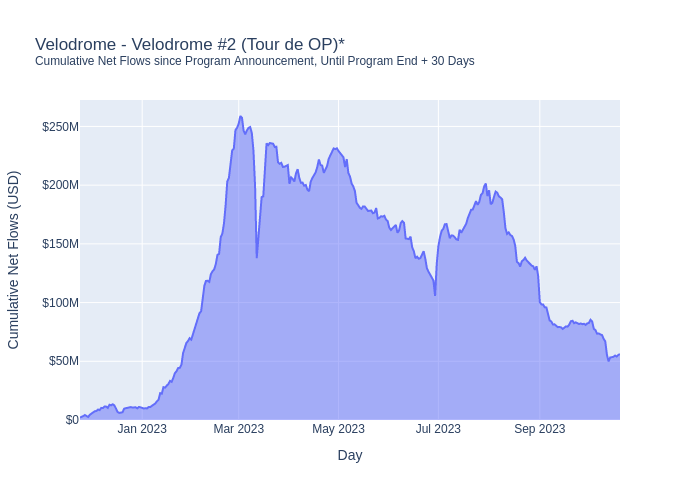 Velodrome - Velodrome #2 (Tour de OP)*
Cumulative Net Flows since Program Announcement, Until Program End + 30 Days
Cumulative Net Flows (USD)
$250M
$200M
$150M
$100M
$50M
$0
Jan 2023 Mar 2023 May 2023 Jul 2023 Sep 2023
Day